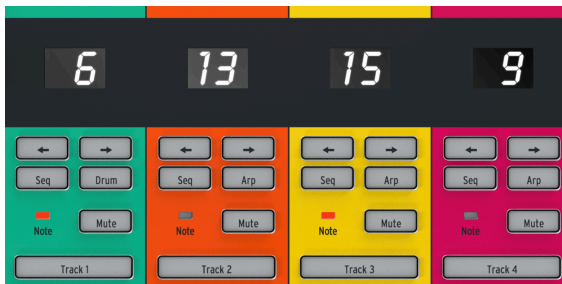 6 13 15 9
← → ← → ← → ← →
Seq Drum Seq Arp Seq Arp Seq Arp
Note Mute Note Mute Note Mute Note Mute
Track 1 Track 2 Track 3 Track 4